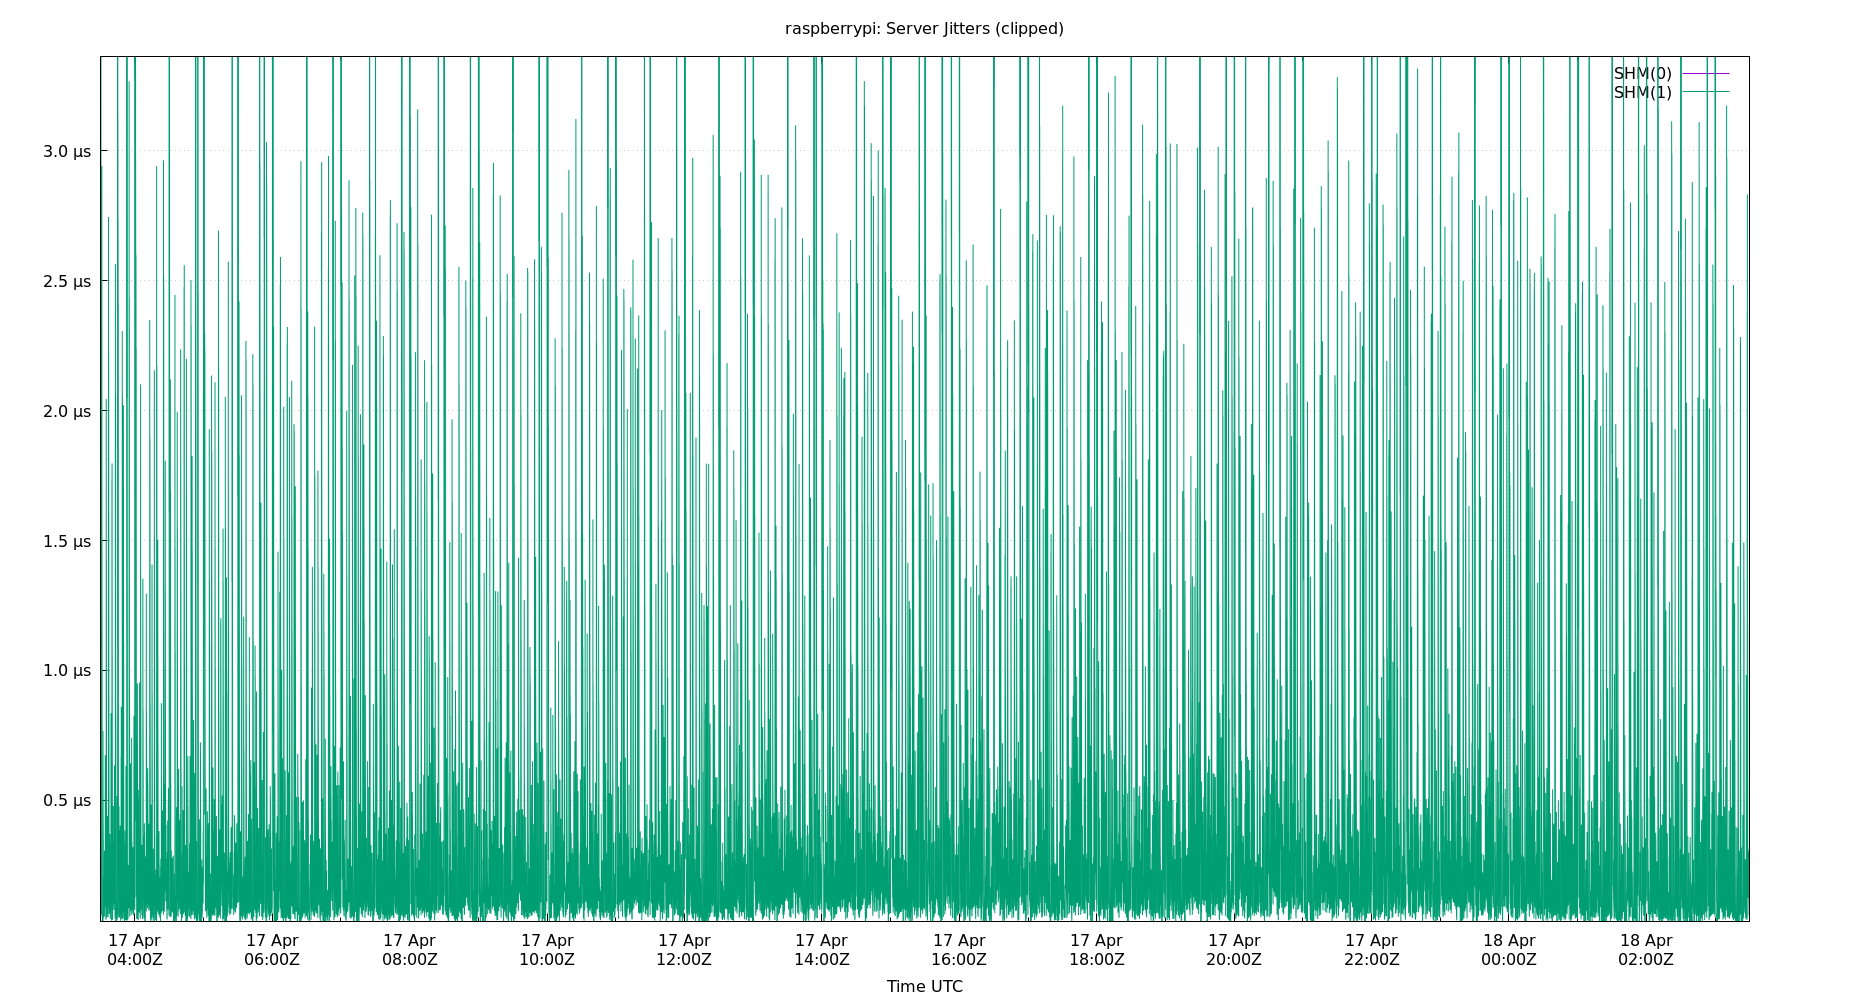 raspberrypi: Server Jitters (clipped)
SHM(0)
SHM(1)
3.0 µs
2.5 µs
2.0 µs
1.5 µs
1.0 µs
0.5 µs
17 Apr 17 Apr 17 Apr 17 Apr 17 Apr 17 Apr 17 Apr 17 Apr 17 Apr 17 Apr 18 Apr 18 Apr
04:00Z 06:00Z 08:00Z 10:00Z 12:00Z 14:00Z 16:00Z 18:00Z 20:00Z 22:00Z 00:00Z 02:00Z
Time UTC